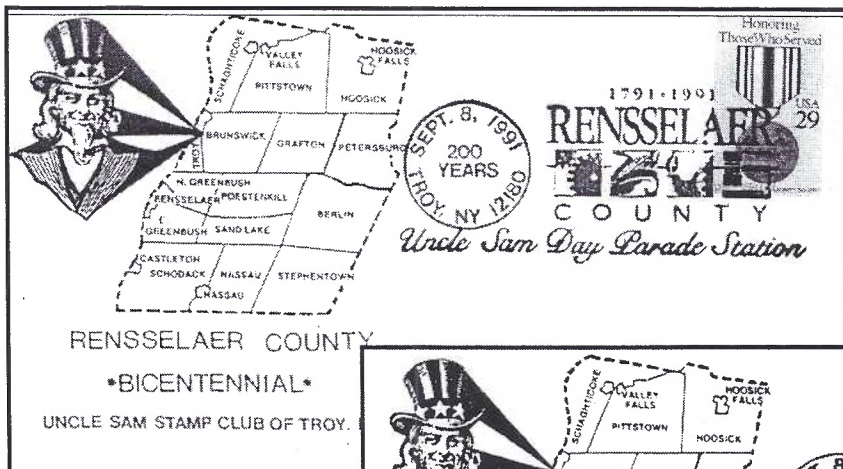 Honoring
Those Who Served
USA
29
SCHAGHTICOKE
VALLEY
FALLS
HOOSICK
FALLS
PITTSTOWN
HOOSICK
TROY
BRUNSWICK
GRAFTON
PETERSBURG
N. GREENBUSH
RENSSELAER
POESTENKILL
BERLIN
E.
GREENBUSH
SAND LAKE
CASTLETON
SCHODACK
NASSAU
STEPHENTOWN
NASSAU
SEPT. 8, 1991
200
YEARS
TROY, NY 12180
1791 · 1991
RENSSELAER
COUNTY
Uncle Sam Day Parade Station
RENSSELAER COUNTY
*BICENTENNIAL*
UNCLE SAM STAMP CLUB OF TROY.
SCHAGHTICOKE
VALLEY
FALLS
HOOSICK
FALLS
PITTSTOWN
HOOSICK